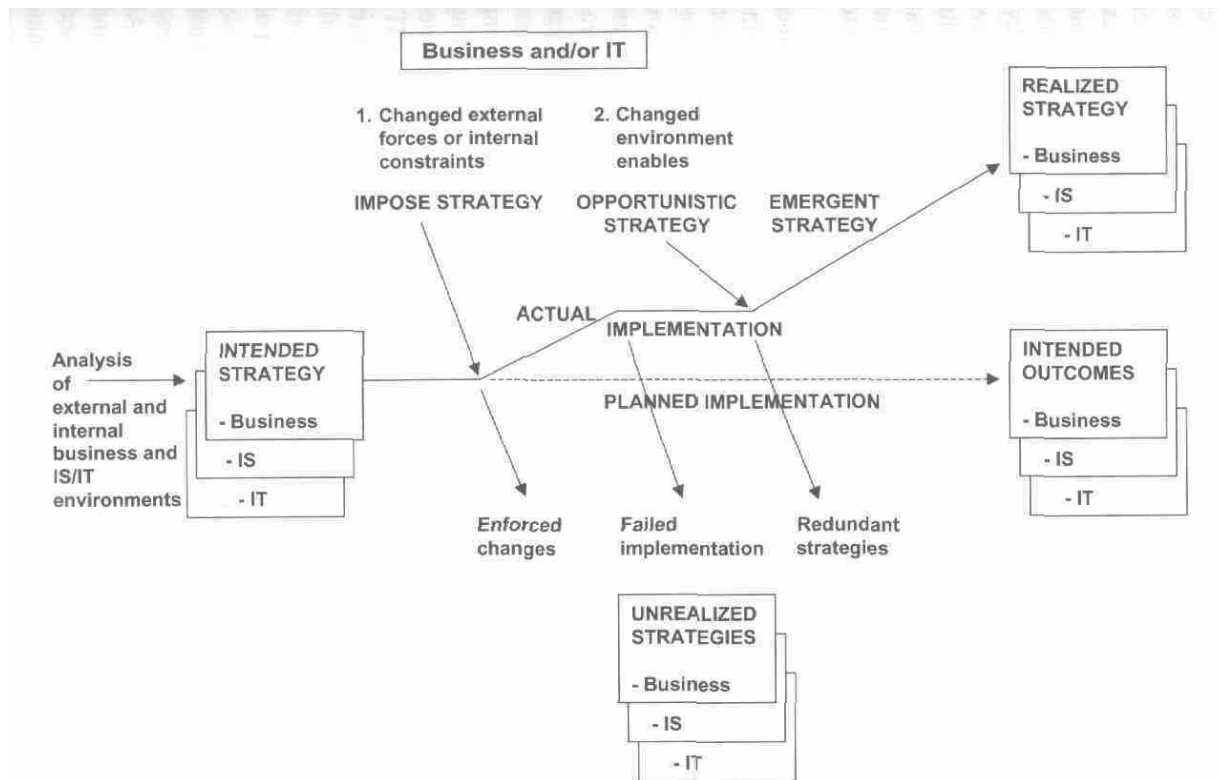 Business and/or IT
1. Changed external
forces or internal
constraints
IMPOSE STRATEGY
2. Changed
environment
enables
OPPORTUNISTIC
STRATEGY
EMERGENT
STRATEGY
REALIZED
STRATEGY
- Business
- IS
- IT
ACTUAL
IMPLEMENTATION
Analysis
of
external and
internal
business and
IS/IT
environments
INTENDED
STRATEGY
- Business
- IS
- IT
PLANNED IMPLEMENTATION
INTENDED
OUTCOMES
- Business
- IS
- IT
Enforced
changes
Failed
implementation
Redundant
strategies
UNREALIZED
STRATEGIES
- Business
- IS
- IT